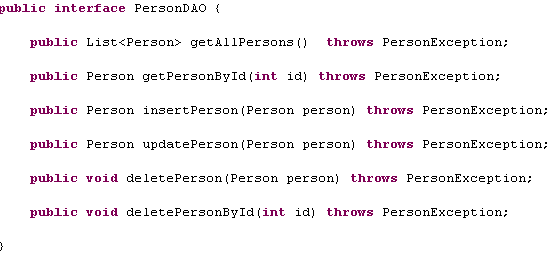 public interface PersonDAO {
public List<Person> getAllPersons()  throws PersonException;
public Person getPersonById(int id) throws PersonException;
public Person insertPerson(Person person) throws PersonException;
public Person updatePerson(Person person) throws PersonException;
public void deletePerson(Person person) throws PersonException;
public void deletePersonById(int id) throws PersonException;
}